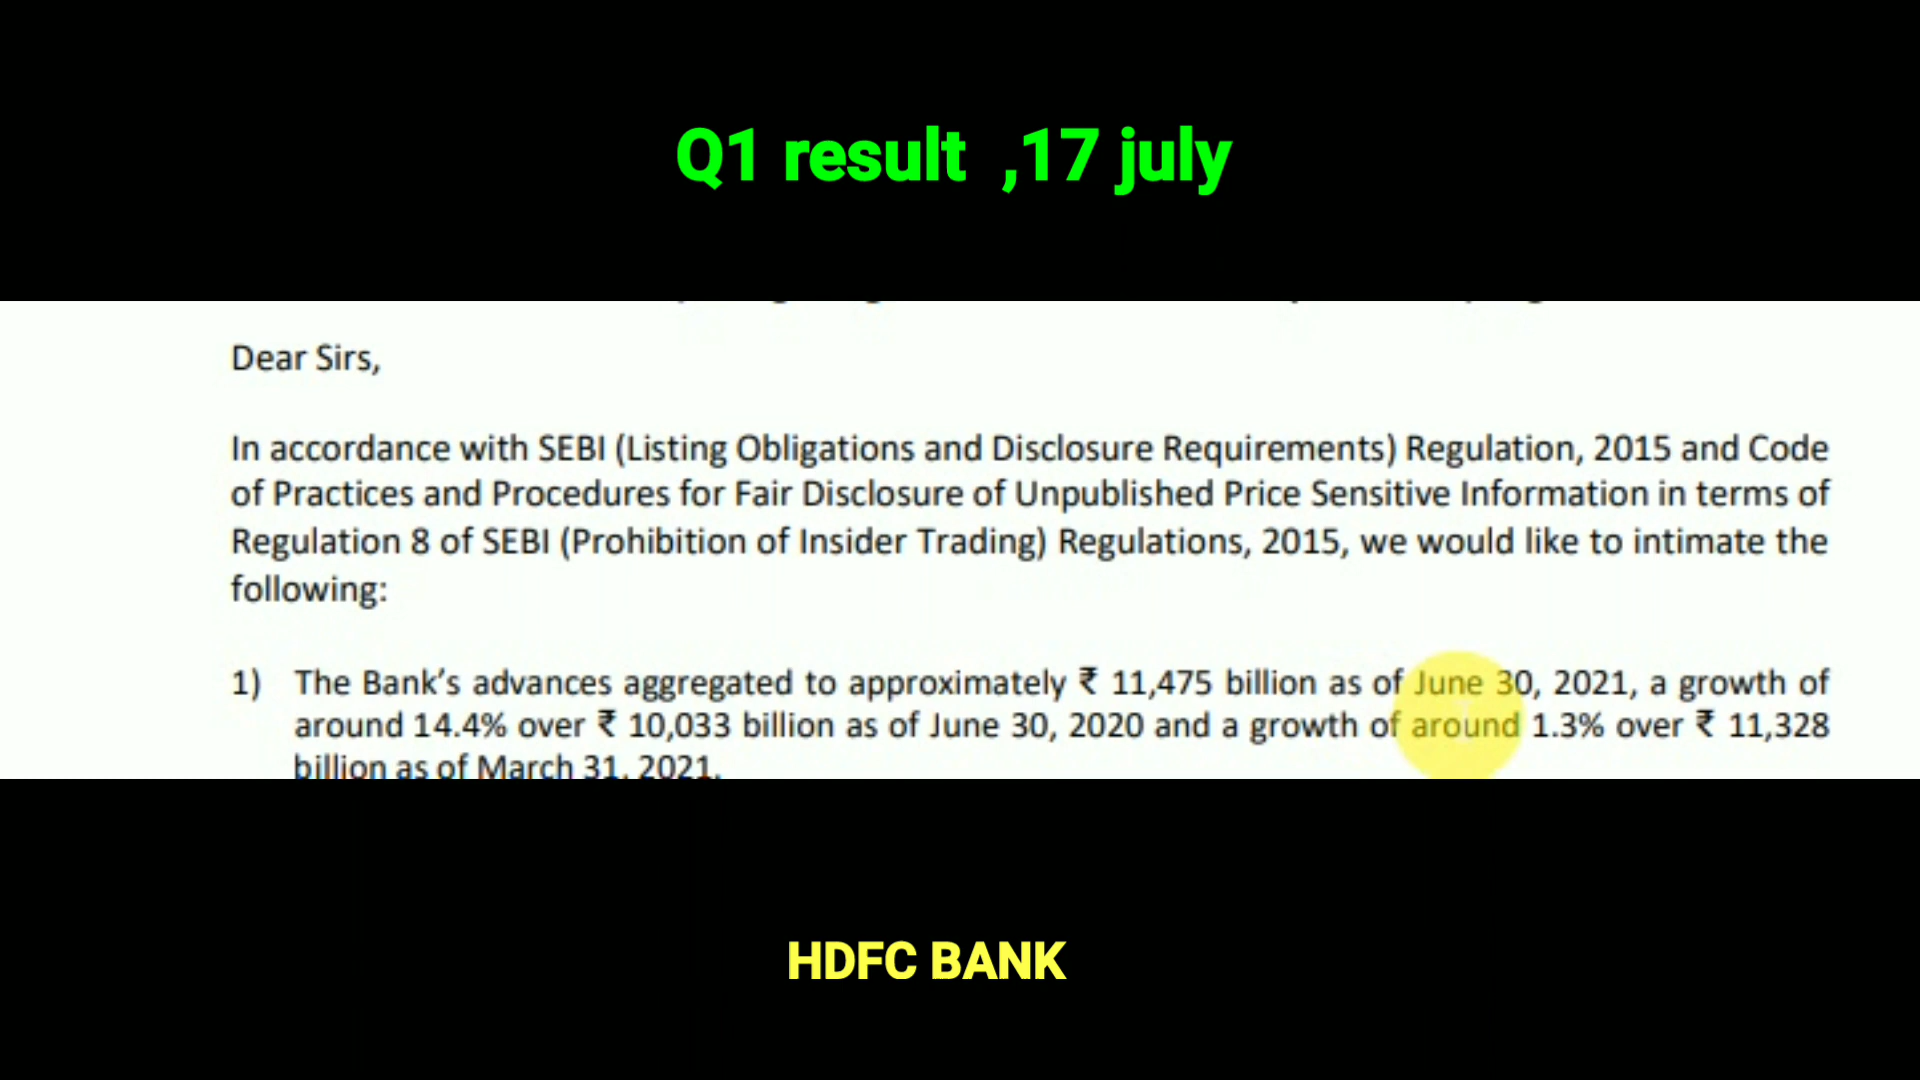 Q1 result ,17 july
Dear Sirs,
In accordance with SEBI (Listing Obligations and Disclosure Requirements) Regulation, 2015 and Code
of Practices and Procedures for Fair Disclosure of Unpublished Price Sensitive Information in terms of
Regulation 8 of SEBI (Prohibition of Insider Trading) Regulations, 2015, we would like to intimate the
following:
1) The Bank’s advances aggregated to approximately ₹ 11,475 billion as of June 30, 2021, a growth of
around 14.4% over ₹ 10,033 billion as of June 30, 2020 and a growth of around 1.3% over ₹ 11,328
billion as of March 31, 2021.
HDFC BANK